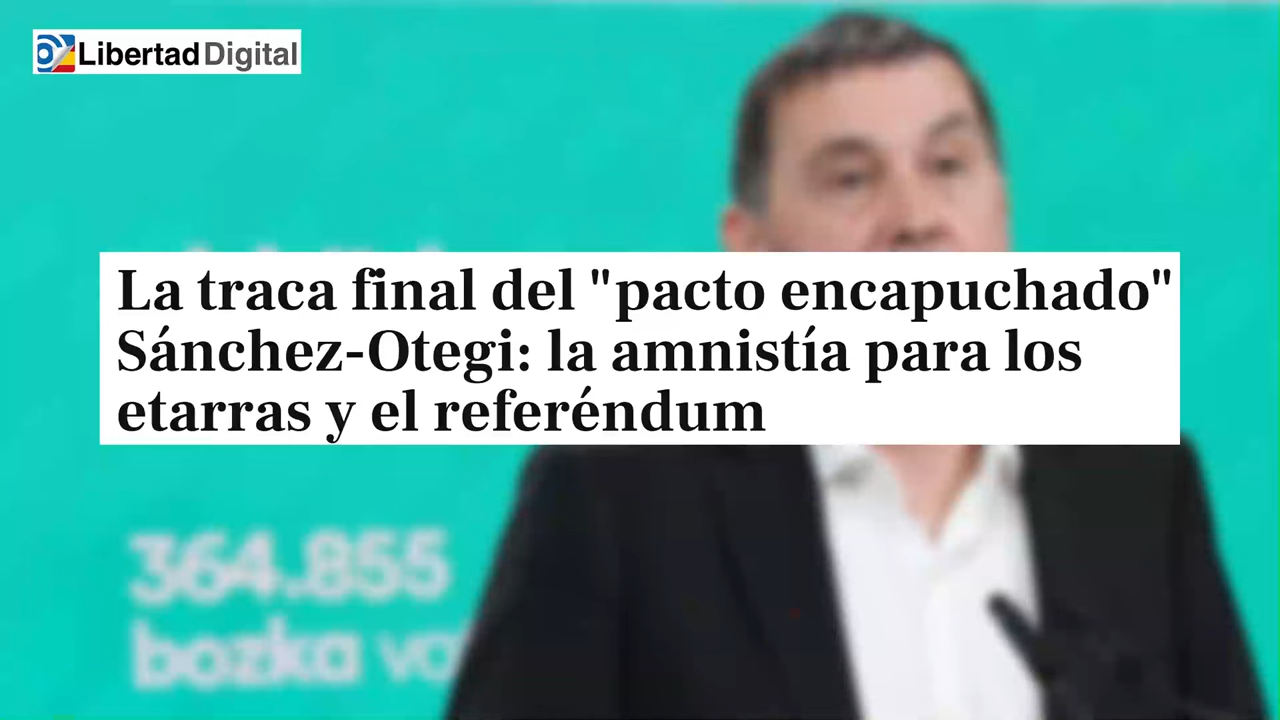 Libertad Digital
La traca final del "pacto encapuchado"
Sánchez-Otegi: la amnistía para los
etarras y el referéndum
364.855
bozka vo